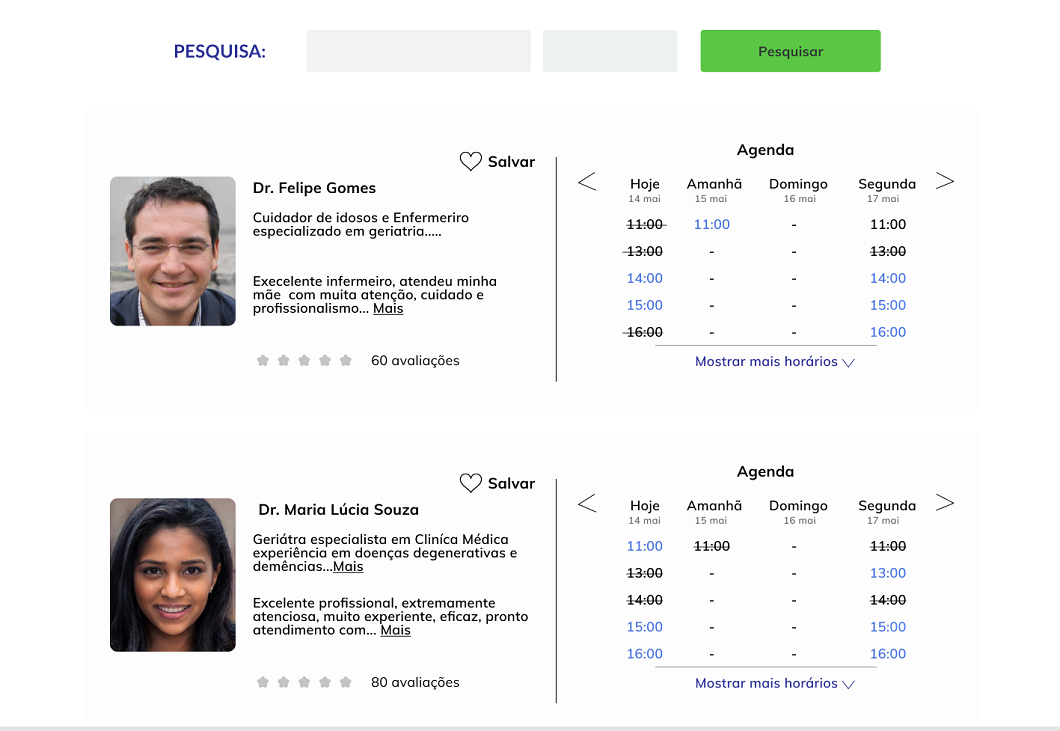 PESQUISA:
Pesquisar
Salvar
Dr. Felipe Gomes
Cuidador de idosos e Enfermeriro
especializado em geriatria.....
Execelente infermeiro, atendeu minha
mãe com muita atenção, cuidado e
profissionalismo... Mais
60 avaliações
Agenda
Hoje Amanhã Domingo Segunda
14 mai 15 mai 16 mai 17 mai
11:00 11:00 - 11:00
13:00 - - 13:00
14:00 - - 14:00
15:00 - - 15:00
16:00 - - 16:00
Mostrar mais horários
Salvar
Dr. Maria Lúcia Souza
Geriátra especialista em Cliníca Médica
experiência em doenças degenerativas e
demências...Mais
Excelente profissional, extremamente
atenciosa, muito experiente, eficaz, pronto
atendimento com... Mais
80 avaliações
Agenda
Hoje Amanhã Domingo Segunda
14 mai 15 mai 16 mai 17 mai
11:00 11:00 - 11:00
13:00 - - 13:00
14:00 - - 14:00
15:00 - - 15:00
16:00 - - 16:00
Mostrar mais horários